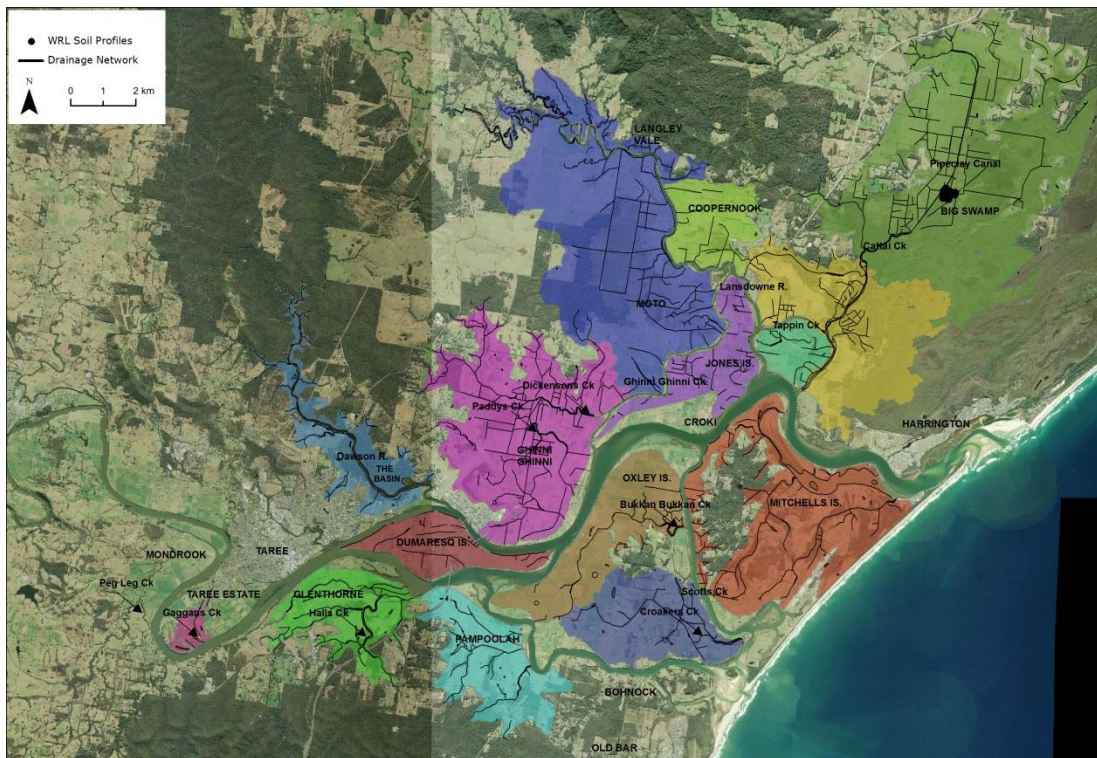 WRL Soil Profiles
Drainage Network
N
0 1 2 km
LANGLEY
VALE
Pipeclay Canal
COOPERNOOK
BIG SWAMP
Cattai Ck
Lansdowne R.
MOTO
Tappin Ck
JONES IS.
Dickensons Ck
Ghinni Ghinni Ck
Paddys Ck
CROKI
HARRINGTON
GHINNI
GHINNI
Dawson R.
THE
BASIN
OXLEY IS.
Bukkan Bukkan Ck
MITCHELLS IS.
DUMARESQ IS.
MONDROOK
TAREE
Peg Leg Ck
TAREE ESTATE
GLENTHORNE
Scotts Ck
Gaggans Ck
Halls Ck
Croakers Ck
PAMPOOLAH
BOHNOCK
OLD BAR